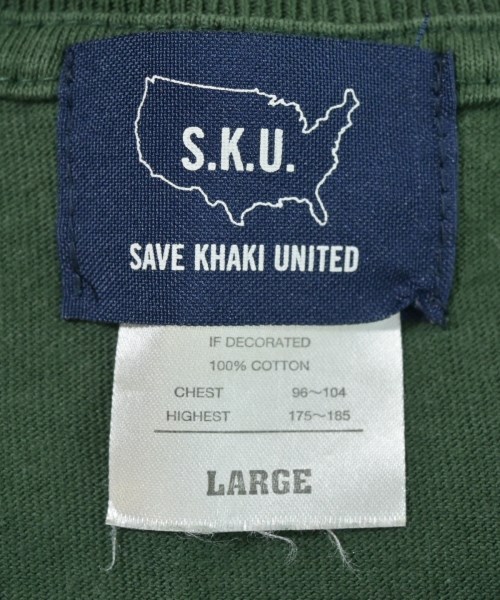 S.K.U.
SAVE KHAKI UNITED
IF DECORATED
100% COTTON
CHEST 96～104
HIGHEST 175～185
LARGE